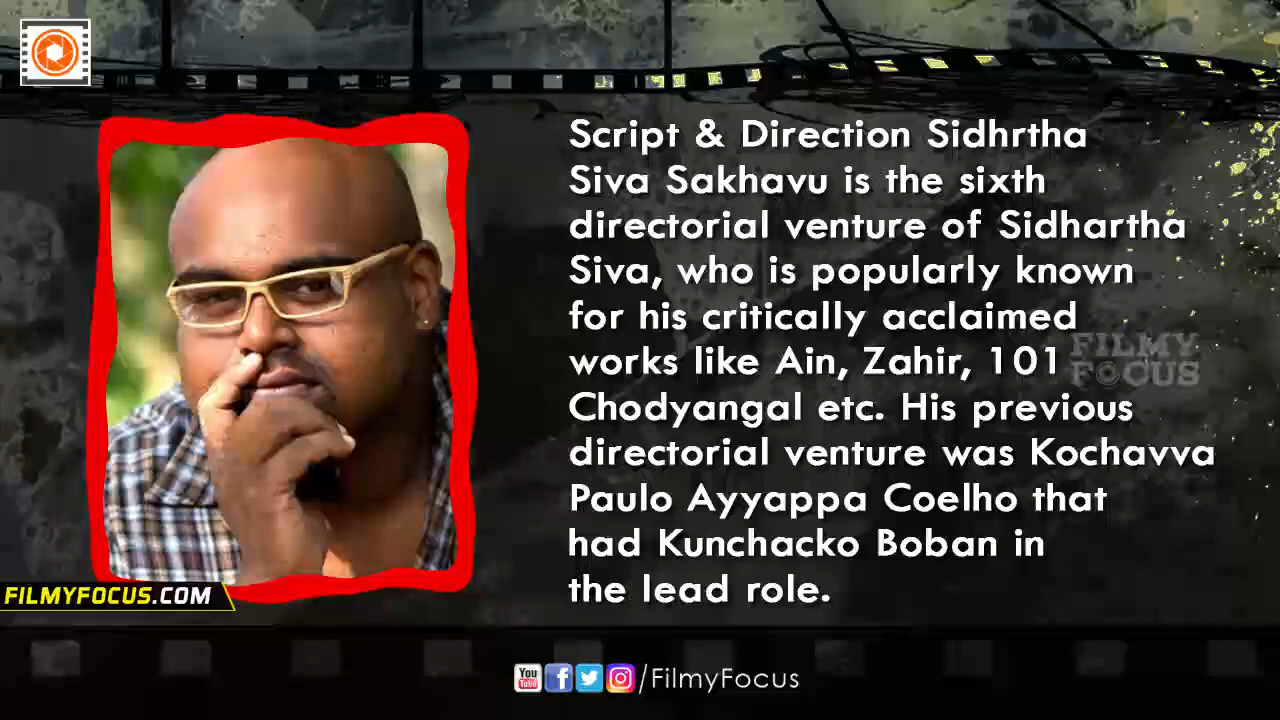 Script & Direction Sidhrtha
Siva Sakhavu is the sixth
directorial venture of Sidhartha
Siva, who is popularly known
for his critically acclaimed
works like Ain, Zahir, 101
Chodyangal etc. His previous
directorial venture was Kochavva
Paulo Ayyappa Coelho that
had Kunchacko Boban in
the lead role.
FILMY
FOCUS
FILMYFOCUS.COM
You
Tube
/FilmyFocus